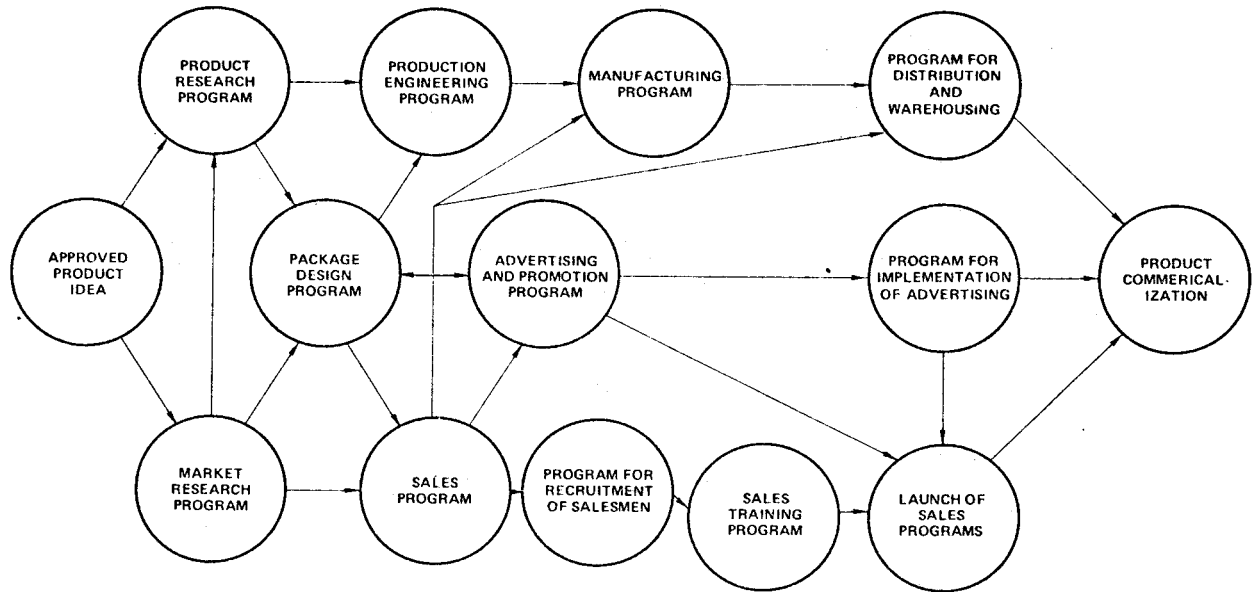 PRODUCT
RESEARCH
PROGRAM
PRODUCTION
ENGINEERING
PROGRAM
MANUFACTURING
PROGRAM
PROGRAM FOR
DISTRIBUTION
AND
WAREHOUSING
APPROVED
PRODUCT
IDEA
PACKAGE
DESIGN
PROGRAM
ADVERTISING
AND PROMOTION
PROGRAM
PROGRAM FOR
IMPLEMENTATION
OF ADVERTISING
PRODUCT
COMMERICAL-
IZATION
MARKET
RESEARCH
PROGRAM
SALES
PROGRAM
PROGRAM FOR
RECRUITMENT
OF SALESMEN
SALES
TRAINING
PROGRAM
LAUNCH OF
SALES
PROGRAMS